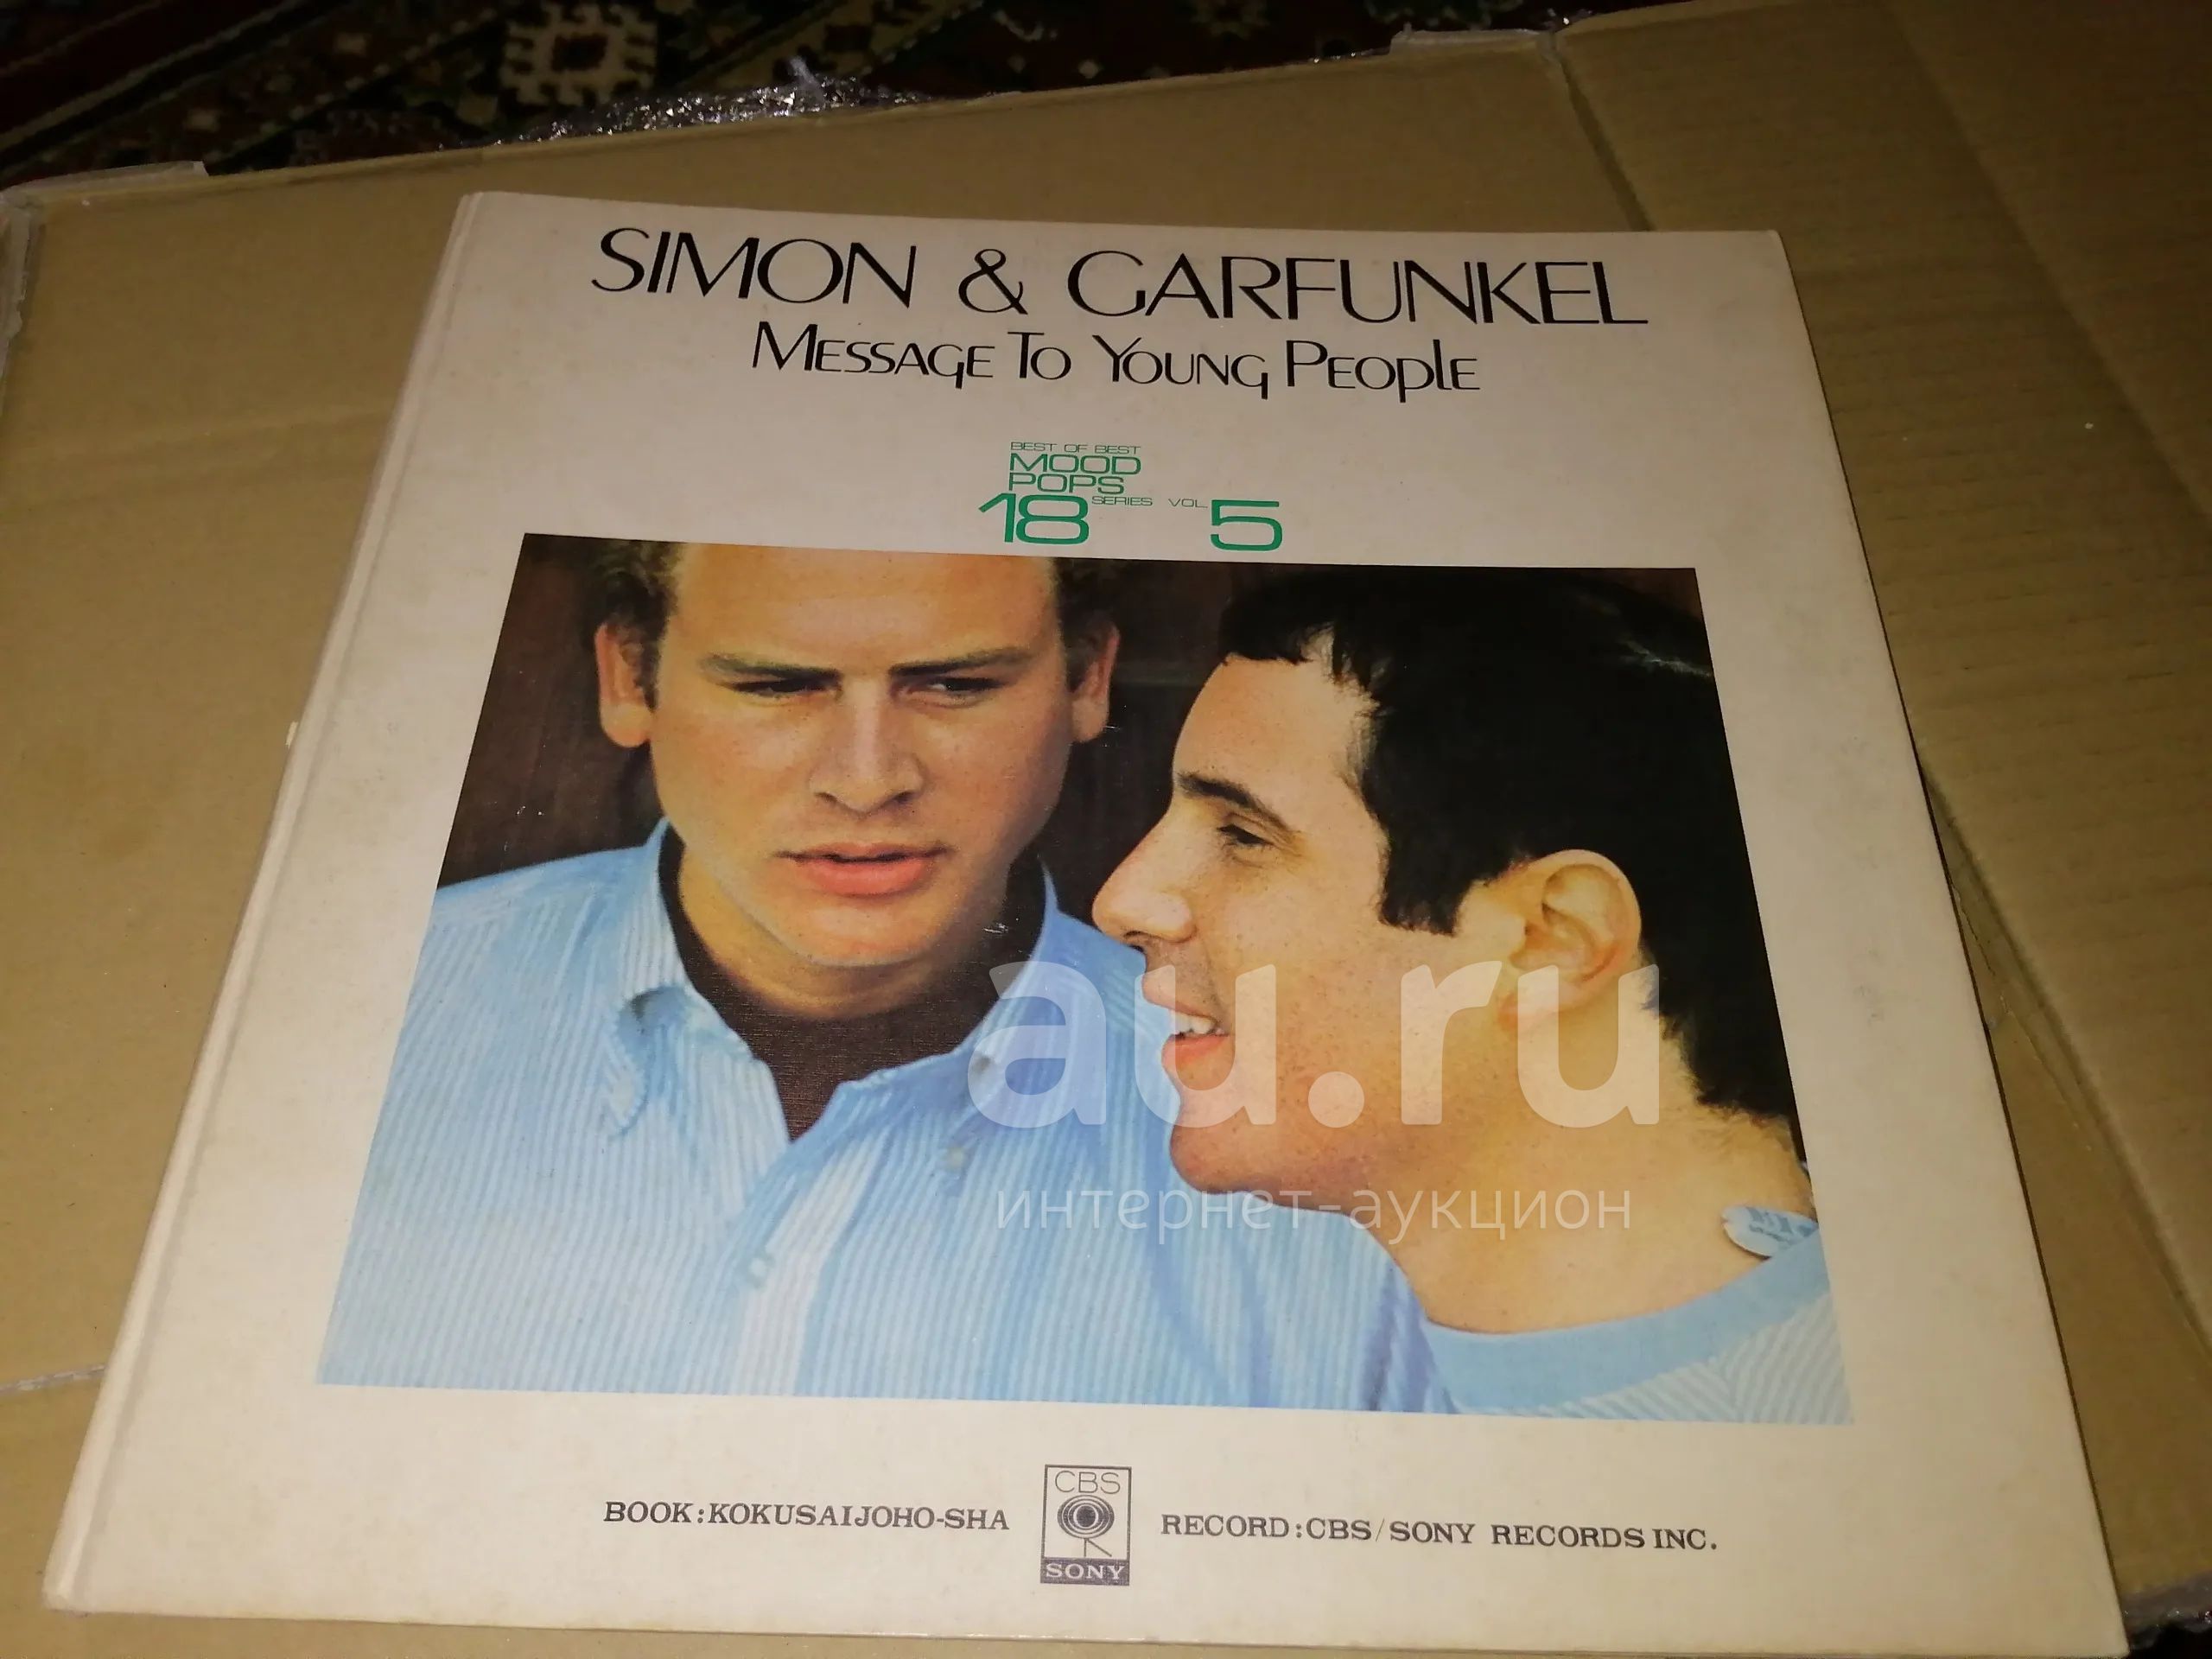 SIMON & GARFUNKEL
MESSAGE TO YOUNG PEOPLE
BEST OF BEST
MOOD
POPS
18 SERIES VOL. 5
au.ru
интернет-аукцион
BOOK:KOKUSAIJOHO-SHA
CBS
SONY
RECORD:CBS/SONY RECORDS INC.